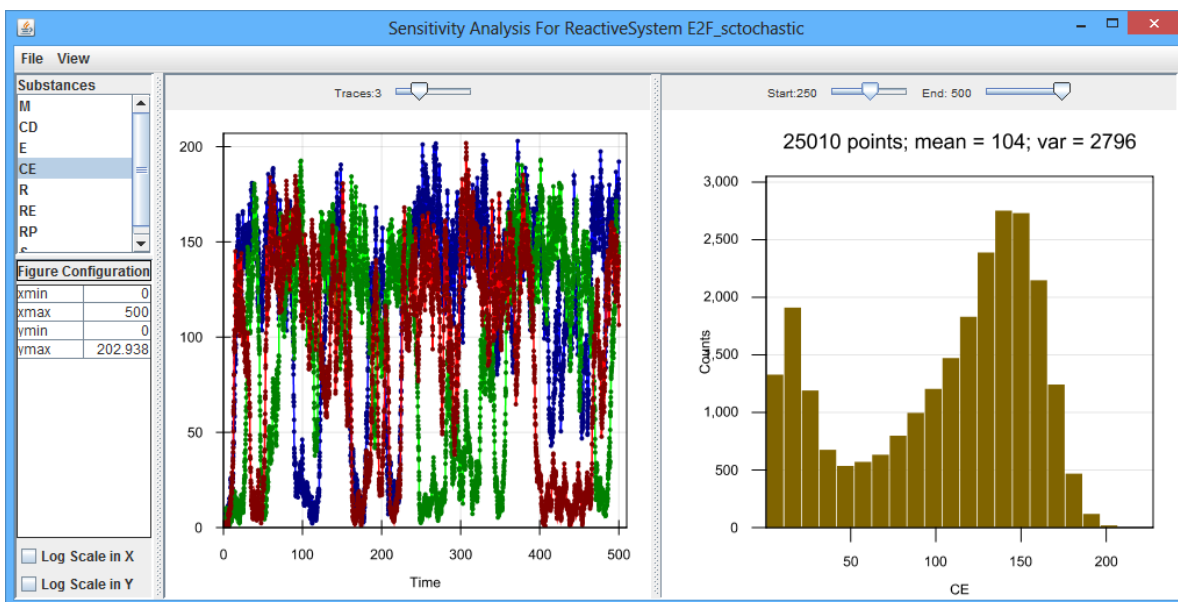 Sensitivity Analysis For ReactiveSystem E2F_sctochastic
File View
Substances
M
CD
E
CE
R
RE
RP
Figure Configuration
xmin 0
xmax 500
ymin 0
ymax 202.938
Log Scale in X
Log Scale in Y
Traces:3
200
150
100
50
0
0 100 200 300 400 500
Time
Start:250 End: 500
25010 points; mean = 104; var = 2796
3,000
2,500
2,000
1,500
1,000
500
0
Counts
50 100 150 200
CE